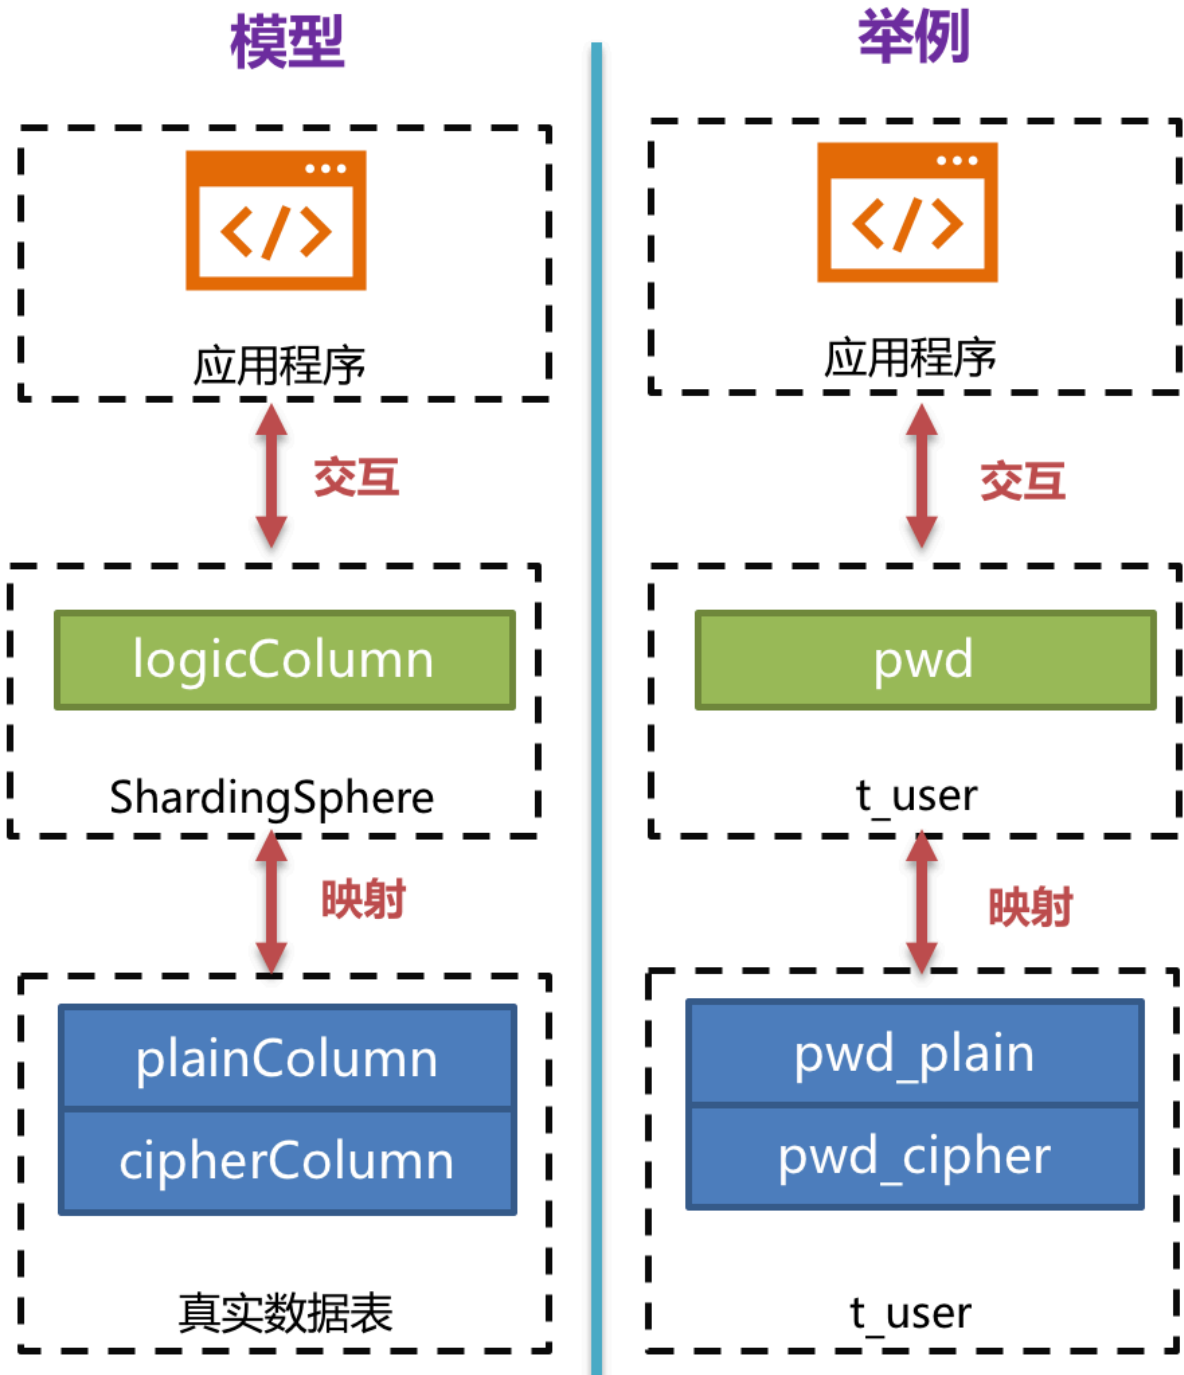 模型
应用程序
交互
logicColumn
ShardingSphere
映射
plainColumn
cipherColumn
真实数据表
举例
应用程序
交互
pwd
t_user
映射
pwd_plain
pwd_cipher
t_user